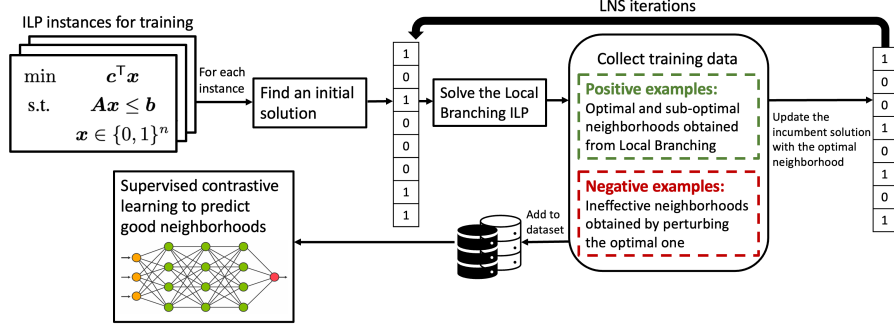 ILP instances for training
min c^T x
s.t. Ax ≤ b
x ∈ {0, 1}^n
For each
instance
Find an initial
solution
1
0
1
0
0
0
1
1
LNS iterations
Solve the Local
Branching ILP
Collect training data
Positive examples:
Optimal and sub-optimal
neighborhoods obtained
from Local Branching
Negative examples:
Ineffective neighborhoods
obtained by perturbing
the optimal one
Update the
incumbent solution
with the optimal
neighborhood
1
0
0
1
0
1
0
1
Add to
dataset
Supervised contrastive
learning to predict
good neighborhoods